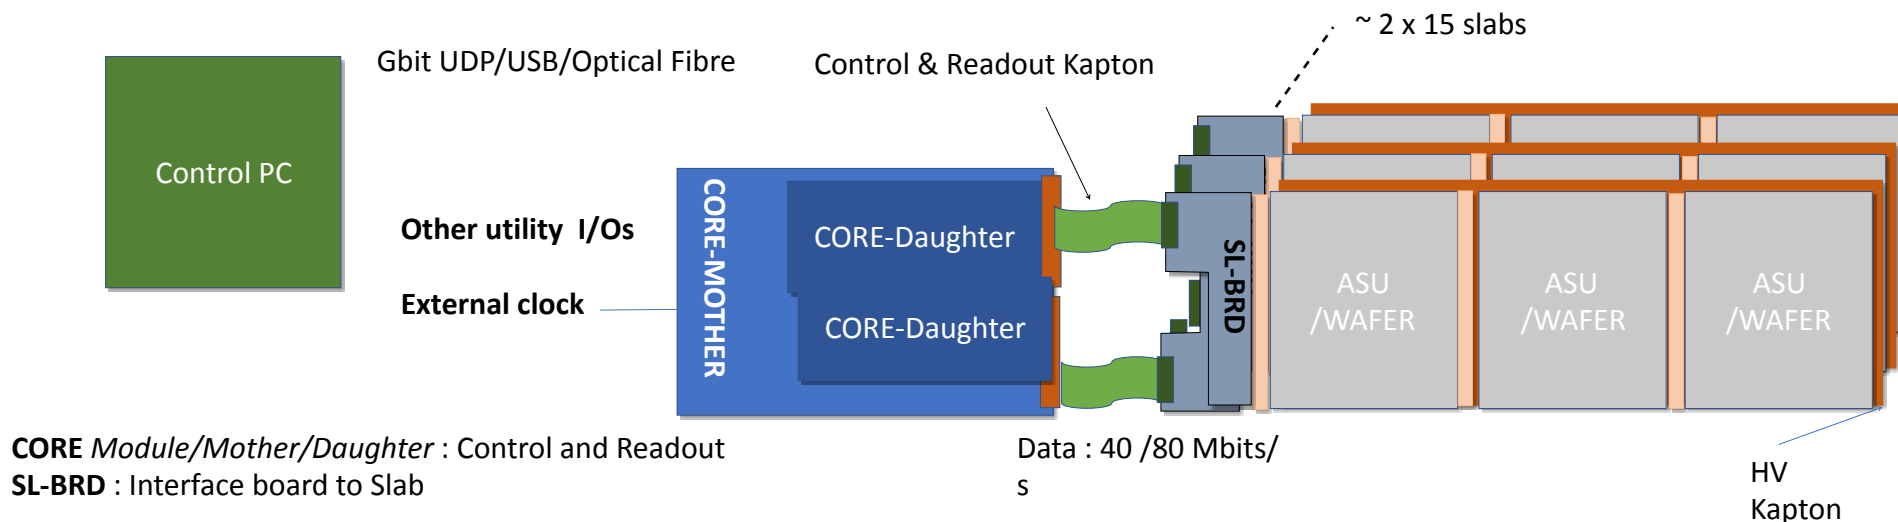 ~ 2 x 15 slabs
Gbit UDP/USB/Optical Fibre
Control & Readout Kapton
Control PC
CORE-MOTHER
CORE-Daughter
CORE-Daughter
Other utility I/Os
External clock
SL-BRD
ASU
/WAFER
ASU
/WAFER
ASU
/WAFER
CORE Module/Mother/Daughter : Control and Readout
SL-BRD : Interface board to Slab
Data : 40 /80 Mbits/
s
HV
Kapton